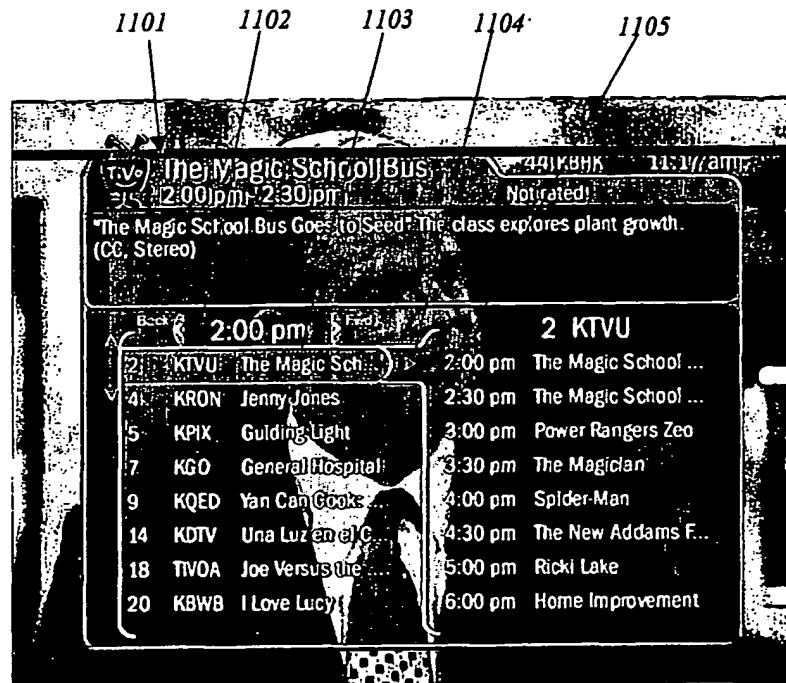 1101 1102 1103 1104 1105
TiVo The Magic School Bus 44 KBHK 11:17 am
2:00 pm - 2:30 pm Not rated
"The Magic School Bus Goes to Seed" The class explores plant growth.
(CC, Stereo)
Back 2:00 pm Find 2 KTVU
2 KTVU The Magic Sch... 2:00 pm The Magic School ...
4 KRON Jenny Jones 2:30 pm The Magic School ...
5 KPIX Guiding Light 3:00 pm Power Rangers Zeo
7 KGO General Hospital 3:30 pm The Magician
9 KQED Yan Can Cook: ... 4:00 pm Spider-Man
14 KDTV Una Luz en el C... 4:30 pm The New Addams F...
18 TIVOA Joe Versus the ... 5:00 pm Ricki Lake
20 KBWB I Love Lucy 6:00 pm Home Improvement